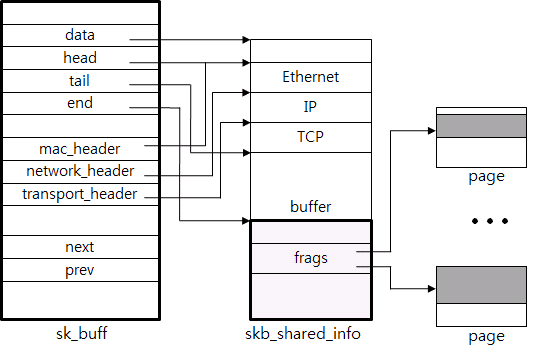 data
head
tail
end
mac_header
network_header
transport_header
next
prev
sk_buff
Ethernet
IP
TCP
buffer
frags
skb_shared_info
page
page